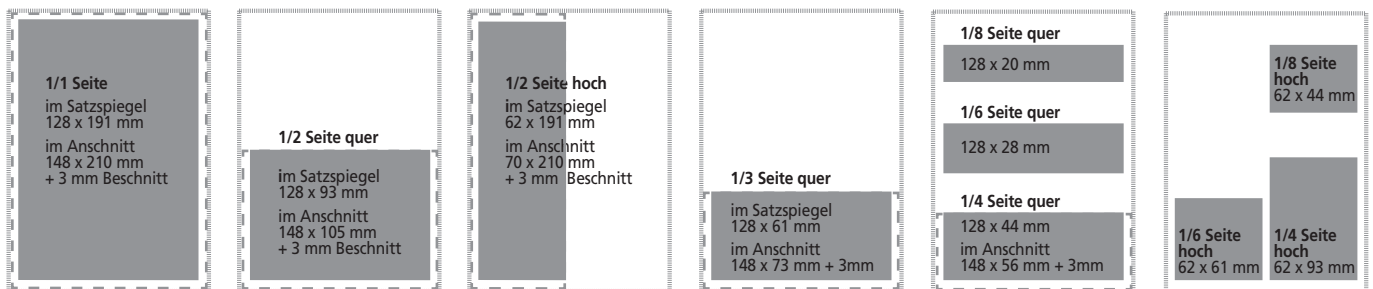 1/1 Seite
im Satzspiegel
128 x 191 mm
im Anschnitt
148 x 210 mm
+ 3 mm Beschnitt
1/2 Seite quer
im Satzspiegel
128 x 93 mm
im Anschnitt
148 x 105 mm
+ 3 mm Beschnitt
1/2 Seite hoch
im Satzspiegel
62 x 191 mm
im Anschnitt
70 x 210 mm
+ 3 mm Beschnitt
1/3 Seite quer
im Satzspiegel
128 x 61 mm
im Anschnitt
148 x 73 mm + 3mm
1/8 Seite quer
128 x 20 mm
1/6 Seite quer
128 x 28 mm
1/4 Seite quer
128 x 44 mm
im Anschnitt
148 x 56 mm + 3mm
1/8 Seite
hoch
62 x 44 mm
1/6 Seite
hoch
62 x 61 mm
1/4 Seite
hoch
62 x 93 mm